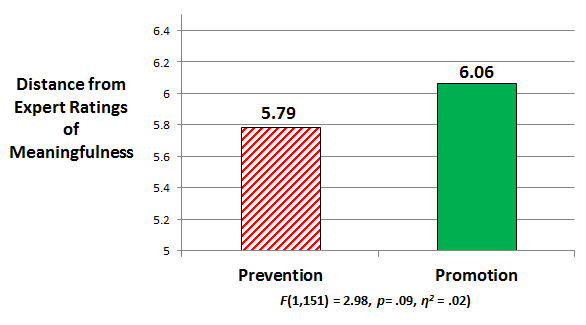 Distance from
Expert Ratings
of
Meaningfulness
6.4
6.2
6
5.8
5.6
5.4
5.2
5
5.79
6.06
Prevention
Promotion
F(1,151) = 2.98, p= .09, η² = .02)